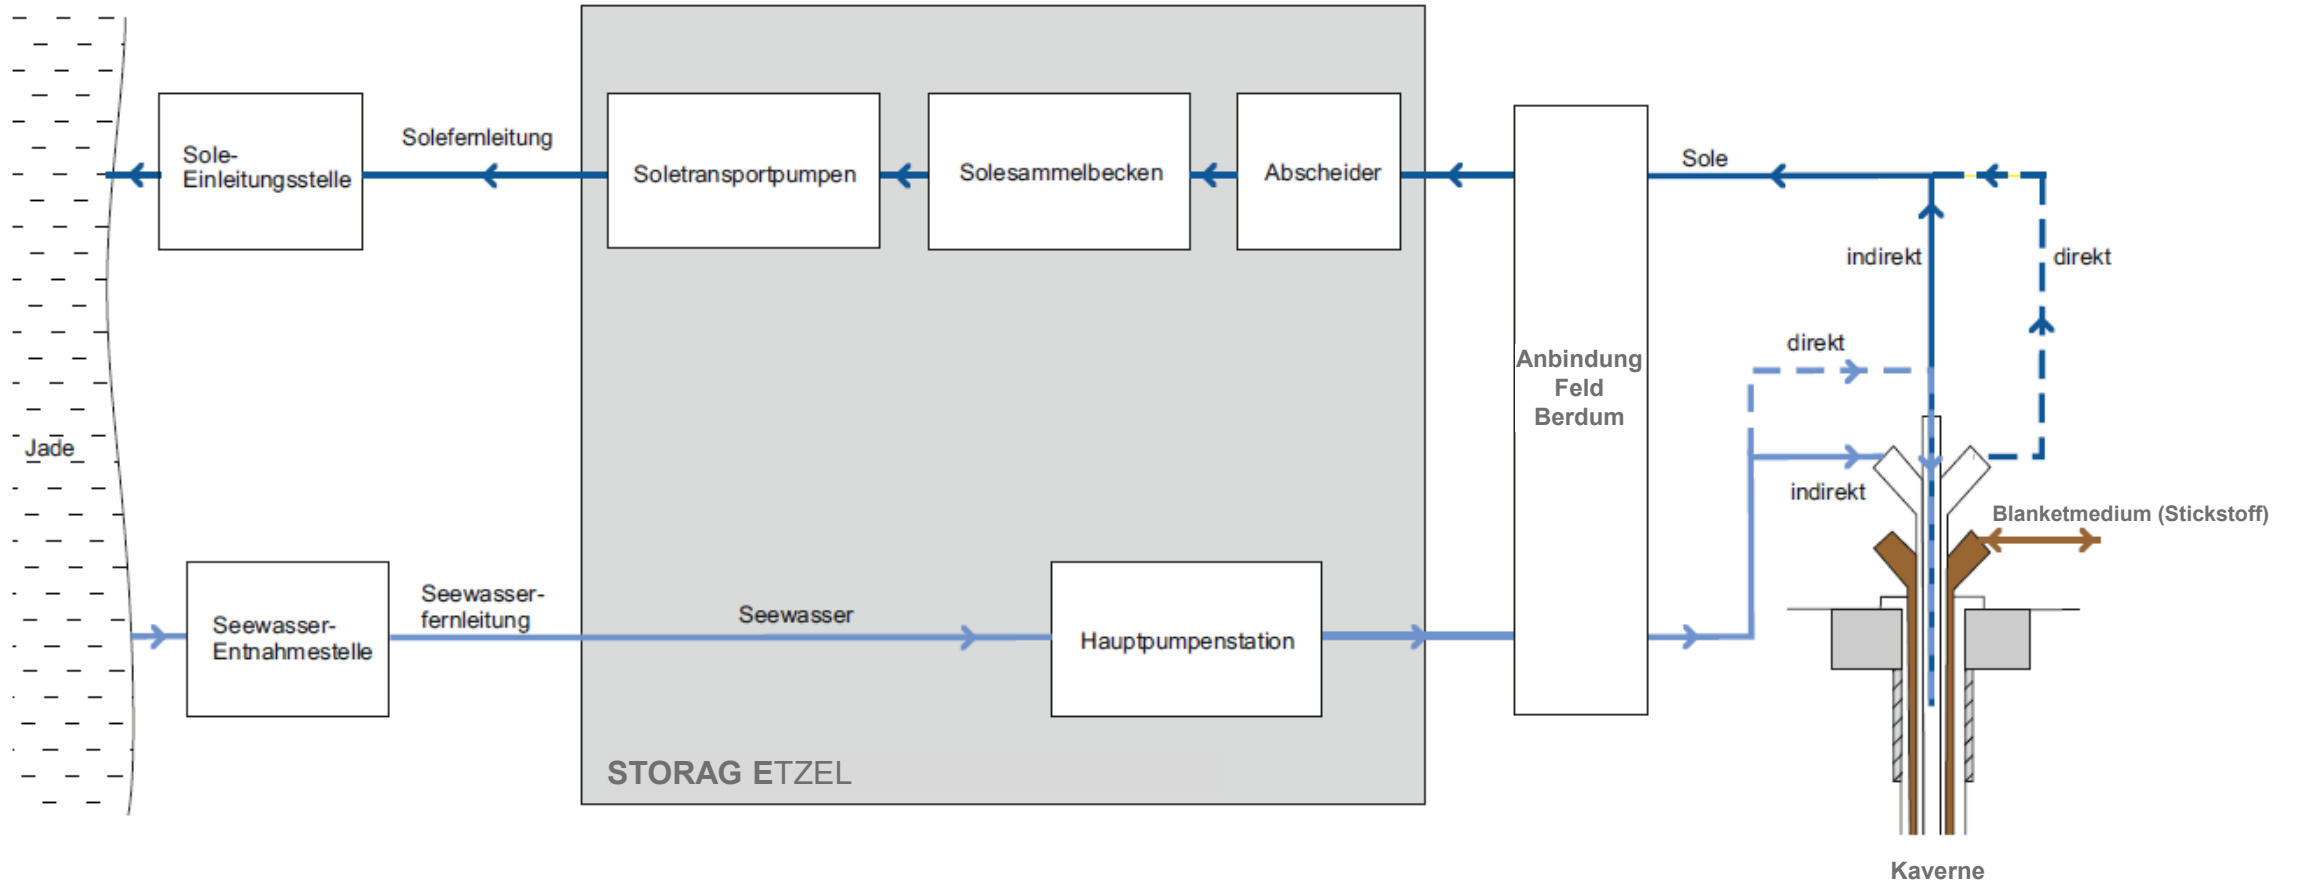 Solefernleitung
Sole-
Einleitungsstelle
Soletransportpumpen
Solesammelbecken
Abscheider
Sole
indirekt
direkt
direkt
Anbindung
Feld
Berdum
Jade
indirekt
Blanketmedium (Stickstoff)
Seewasser-
fernleitung
Seewasser
Seewasser-
Entnahmestelle
Hauptpumpenstation
STORAG ETZEL
Kaverne